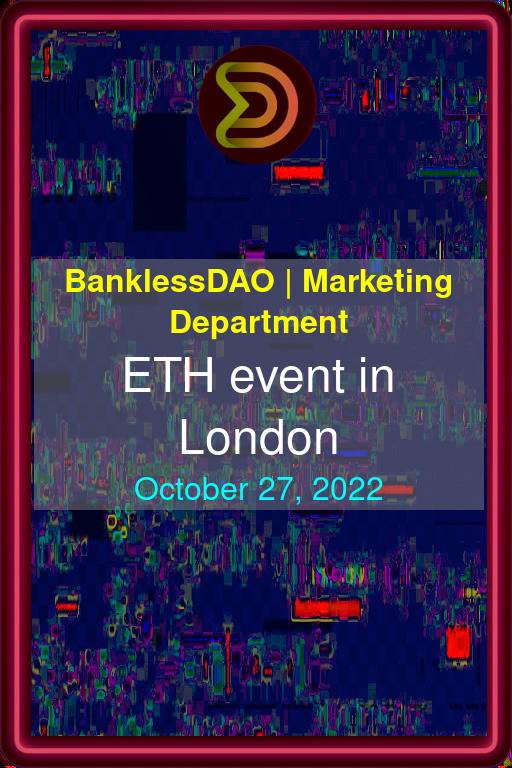 BanklessDAO | Marketing
Department
ETH event in
London
October 27, 2022